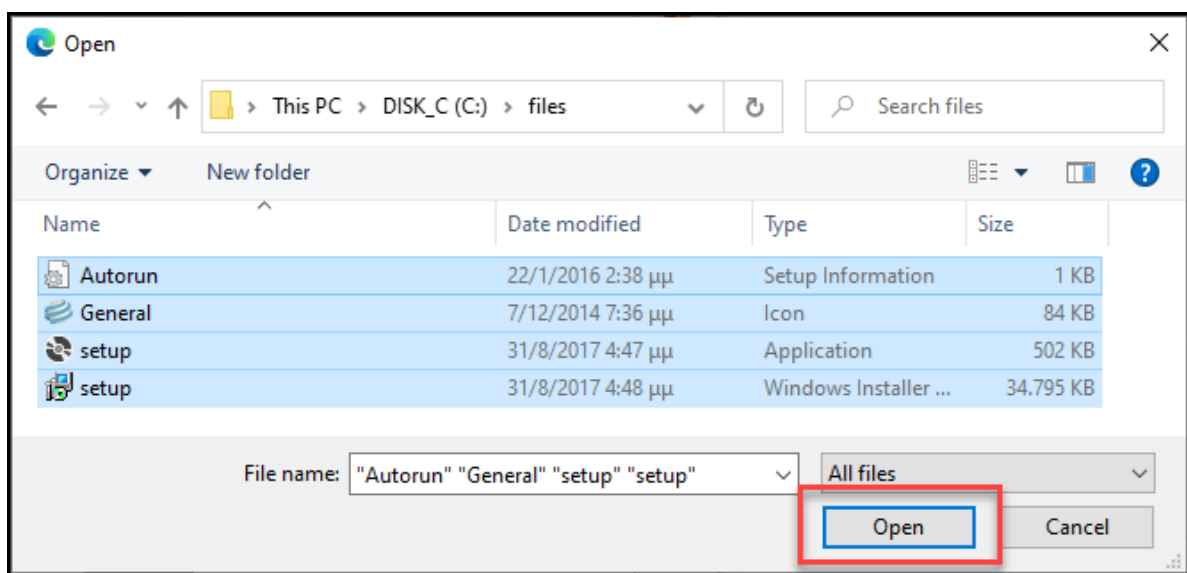 Open
This PC > DISK_C (C:) > files
Search files
Organize New folder
Name Date modified Type Size
Autorun 22/1/2016 2:38 μμ Setup Information 1 KB
General 7/12/2014 7:36 μμ Icon 84 KB
setup 31/8/2017 4:47 μμ Application 502 KB
setup 31/8/2017 4:48 μμ Windows Installer ... 34.795 KB
File name: "Autorun" "General" "setup" "setup" All files
Open Cancel